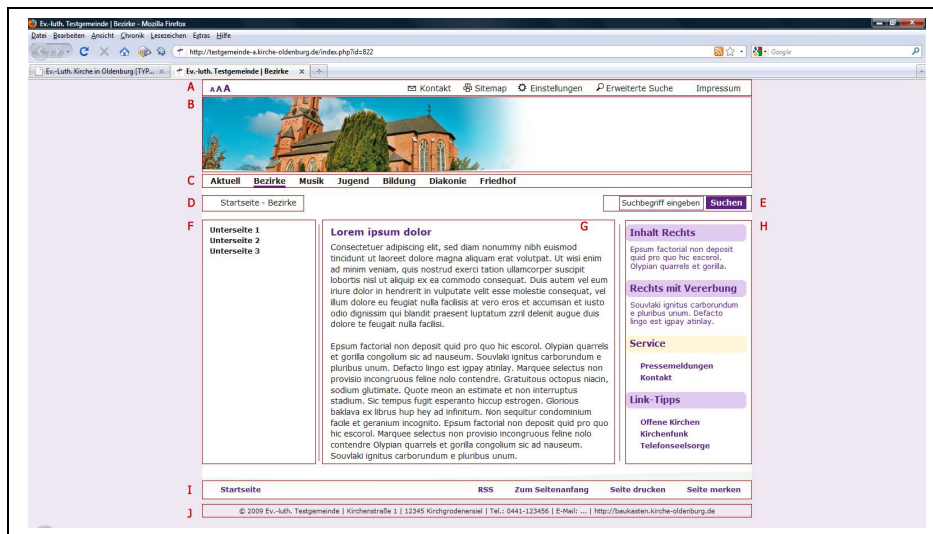 Ev.-luth. Testgemeinde | Bezirke - Mozilla Firefox
Datei Bearbeiten Ansicht Chronik Lesezeichen Extras Hilfe
http://testgemeinde-a.kirche-oldenburg.de/index.php?id=822
Google
Ev.-Luth. Kirche in Oldenburg [TYP...
Ev.-luth. Testgemeinde | Bezirke
A
A A A Kontakt Sitemap Einstellungen Erweiterte Suche Impressum
B
C
Aktuell Bezirke Musik Jugend Bildung Diakonie Friedhof
D
Startseite - Bezirke
Suchbegriff eingeben Suchen
E
F
Unterseite 1
Unterseite 2
Unterseite 3
G
Lorem ipsum dolor
Consectetuer adipiscing elit, sed diam nonummy nibh euismod
tincidunt ut laoreet dolore magna aliquam erat volutpat. Ut wisi enim
ad minim veniam, quis nostrud exerci tation ullamcorper suscipit
lobortis nisl ut aliquip ex ea commodo consequat. Duis autem vel eum
iriure dolor in hendrerit in vulputate velit esse molestie consequat, vel
illum dolore eu feugiat nulla facilisis at vero eros et accumsan et iusto
odio dignissim qui blandit praesent luptatum zzril delenit augue duis
dolore te feugait nulla facilisi.
Epsum factorial non deposit quid pro quo hic escorol. Olypian quarrels
et gorilla congolium sic ad nauseum. Souvlaki ignitus carborundum e
pluribus unum. Defacto lingo est igpay atinlay. Marquee selectus non
provisio incongruous feline nolo contendre. Gratuitous octopus niacin,
sodium glutimate. Quote meon an estimate et non interruptus
stadium. Sic tempus fugit esperanto hiccup estrogen. Glorious
baklava ex librus hup hey ad infinitum. Non sequitur condominium
facile et geranium incognito. Epsum factorial non deposit quid pro quo
hic escorol. Marquee selectus non provisio incongruous feline nolo
contendre Olypian quarrels et gorilla congolium sic ad nauseum.
Souvlaki ignitus carborundum e pluribus unum.
H
Inhalt Rechts
Epsum factorial non deposit
quid pro quo hic escorol.
Olypian quarrels et gorilla.
Rechts mit Vererbung
Souvlaki ignitus carborundum
e pluribus unum. Defacto
lingo est igpay atinlay.
Service
Pressemeldungen
Kontakt
Link-Tipps
Offene Kirchen
Kirchenfunk
Telefonseelsorge
I
Startseite RSS Zum Seitenanfang Seite drucken Seite merken
J
© 2009 Ev.-luth. Testgemeinde | Kirchenstraße 1 | 12345 Kirchgrodenersiel | Tel.: 0441-123456 | E-Mail: ... | http://baukasten.kirche-oldenburg.de